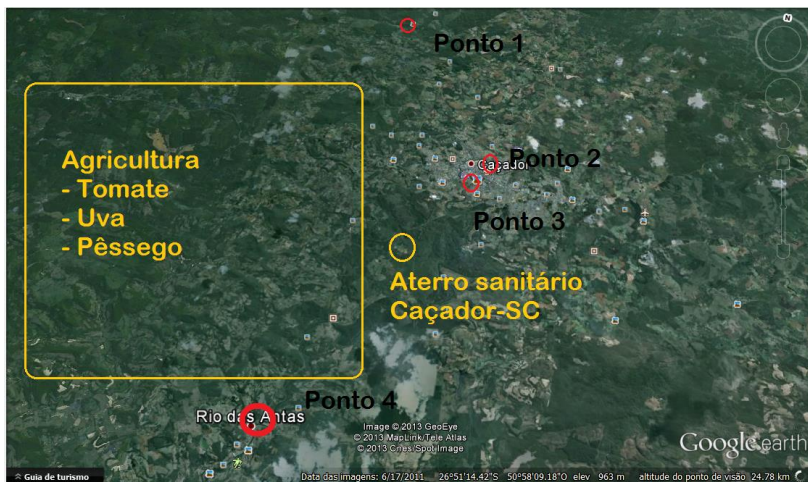 N
Ponto 1
Agricultura
- Tomate
- Uva
- Pêssego
Caçador
Ponto 2
Ponto 3
Aterro sanitário
Caçador-SC
Ponto 4
Rio das Antas
Image © 2013 GeoEye
© 2013 MapLink/Tele Atlas
© 2013 Cnes/Spot Image
Google earth
Guia de turismo
Data das imagens: 6/17/2011 26°51'14.42"S 50°58'09.18"O elev 963 m altitude do ponto de visão 24.78 km